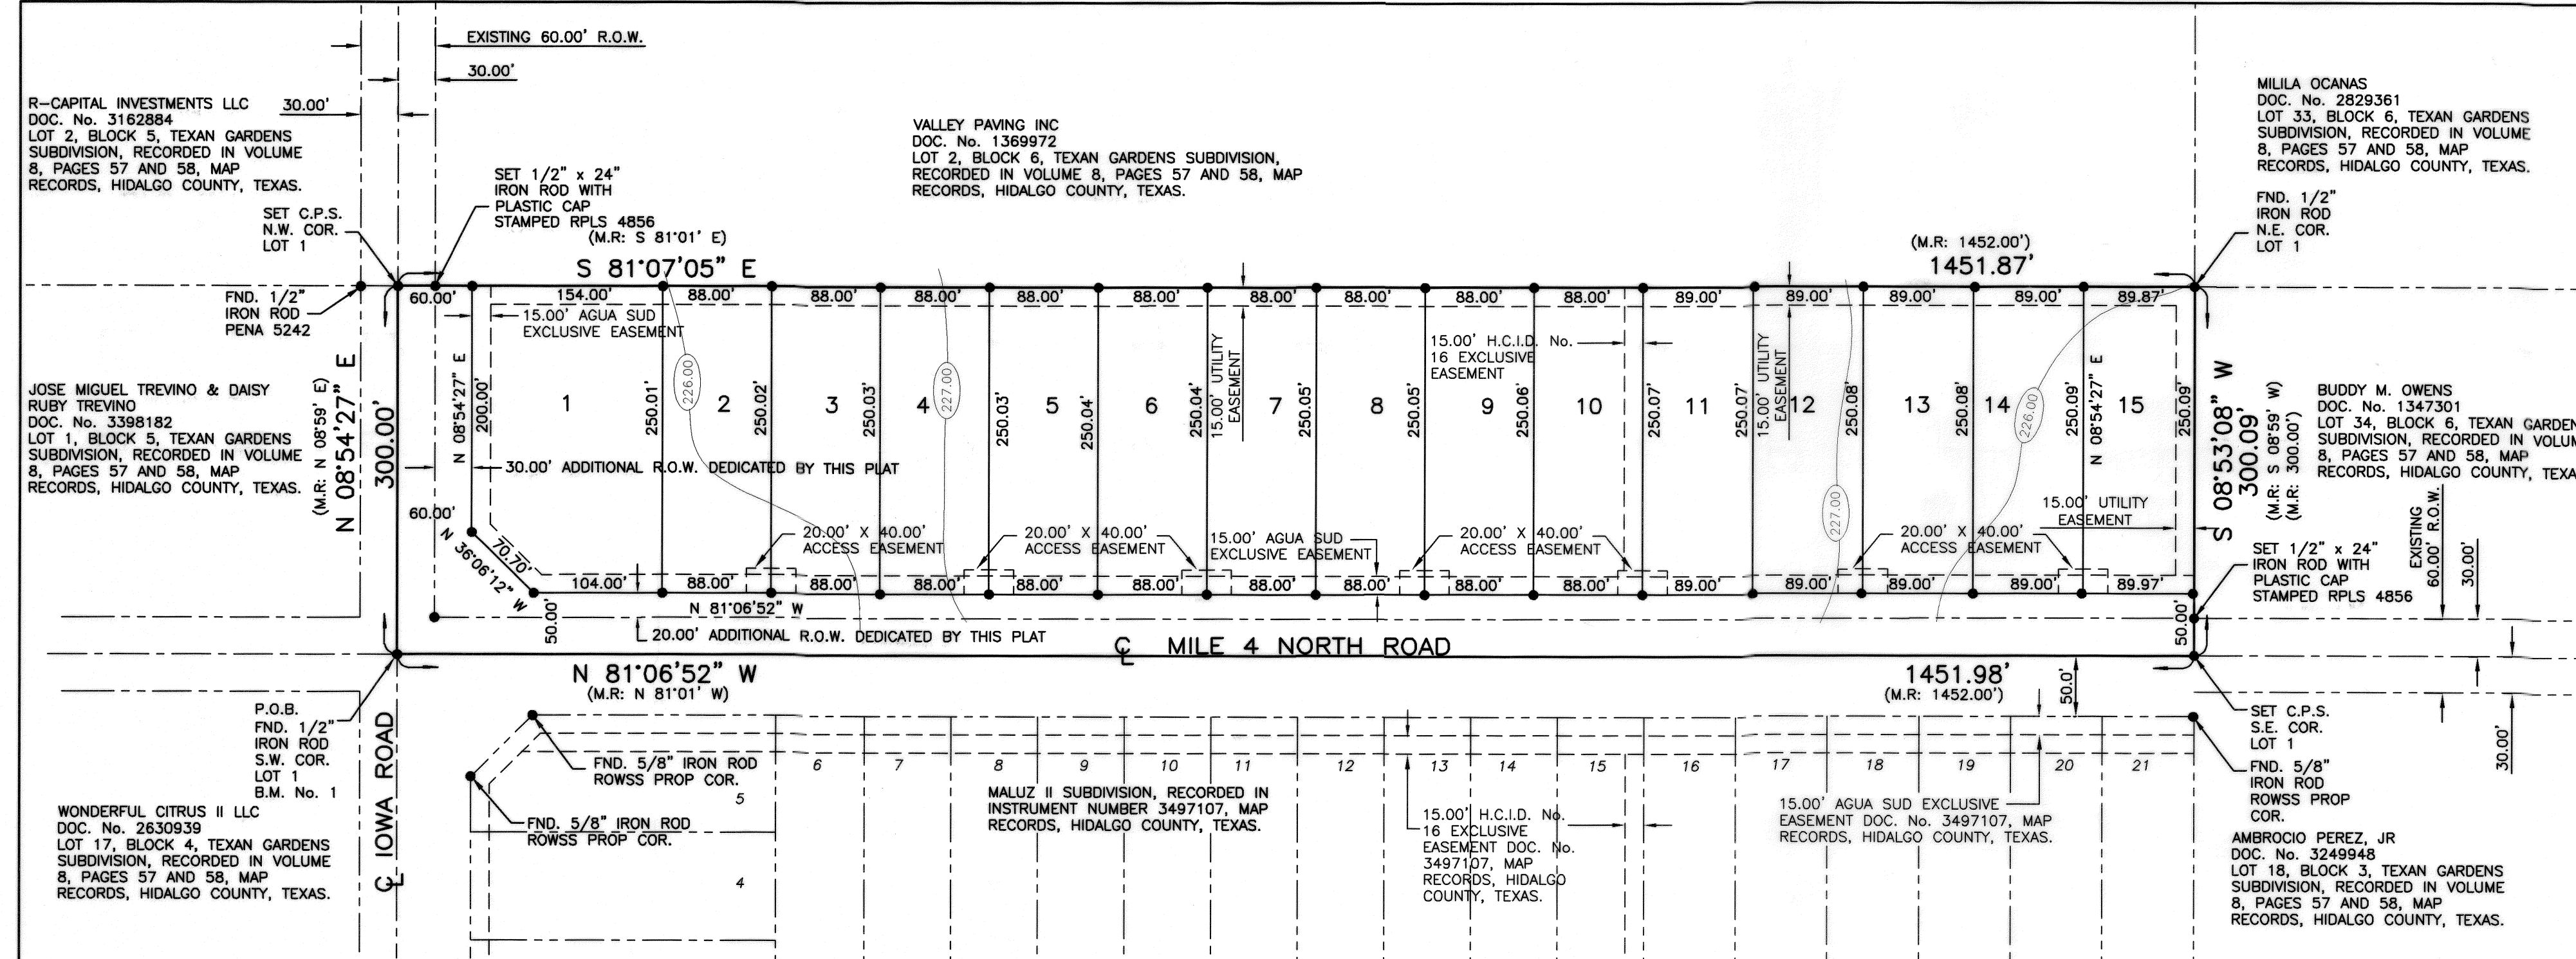 EXISTING 60.00' R.O.W.
30.00'
R-CAPITAL INVESTMENTS LLC
DOC. No. 3162884
LOT 2, BLOCK 5, TEXAN GARDENS
SUBDIVISION, RECORDED IN VOLUME
8, PAGES 57 AND 58, MAP
RECORDS, HIDALGO COUNTY, TEXAS.
30.00'
SET C.P.S.
N.W. COR.
LOT 1
SET 1/2" x 24"
IRON ROD WITH
PLASTIC CAP
STAMPED RPLS 4856
(M.R: S 81°01' E)
S 81°07'05" E
VALLEY PAVING INC
DOC. No. 1369972
LOT 2, BLOCK 6, TEXAN GARDENS SUBDIVISION,
RECORDED IN VOLUME 8, PAGES 57 AND 58, MAP
RECORDS, HIDALGO COUNTY, TEXAS.
(M.R: 1452.00')
1451.87'
MILILA OCANAS
DOC. No. 2829361
LOT 33, BLOCK 6, TEXAN GARDENS
SUBDIVISION, RECORDED IN VOLUME
8, PAGES 57 AND 58, MAP
RECORDS, HIDALGO COUNTY, TEXAS.
FND. 1/2"
IRON ROD
N.E. COR.
LOT 1
FND. 1/2"
IRON ROD
PENA 5242
60.00'
154.00'
88.00'
88.00'
88.00'
88.00'
88.00'
88.00'
88.00'
88.00'
88.00'
89.00'
89.00'
89.00'
89.00'
89.87'
15.00' AGUA SUD
EXCLUSIVE EASEMENT
15.00' H.C.I.D. No.
16 EXCLUSIVE
EASEMENT
15.00' UTILITY
EASEMENT
15.00' UTILITY
EASEMENT
JOSE MIGUEL TREVINO & DAISY
RUBY TREVINO
DOC. No. 3398182
LOT 1, BLOCK 5, TEXAN GARDENS
SUBDIVISION, RECORDED IN VOLUME
8, PAGES 57 AND 58, MAP
RECORDS, HIDALGO COUNTY, TEXAS.
(M.R: N 08°59' E)
N 08°54'27" E
300.00'
N 08°54'27" E
200.00'
1
250.01'
226.00
2
250.02'
3
250.03'
4
227.00
250.03'
5
250.04'
6
250.04'
7
250.05'
8
250.05'
9
250.06'
10
250.07'
11
250.07'
12
227.00
250.08'
13
250.08'
14
226.00
250.09'
N 08°54'27" E
15
250.09'
S 08°53'08" W
300.09'
(M.R: S 08°59' W)
(M.R: 300.00')
BUDDY M. OWENS
DOC. No. 1347301
LOT 34, BLOCK 6, TEXAN GARDEN
SUBDIVISION, RECORDED IN VOLUM
8, PAGES 57 AND 58, MAP
RECORDS, HIDALGO COUNTY, TEXA
30.00' ADDITIONAL R.O.W. DEDICATED BY THIS PLAT
60.00'
N 36°06'12" W
70.70'
50.00'
20.00' X 40.00'
ACCESS EASEMENT
20.00' X 40.00'
ACCESS EASEMENT
15.00' AGUA SUD
EXCLUSIVE EASEMENT
20.00' X 40.00'
ACCESS EASEMENT
20.00' X 40.00'
ACCESS EASEMENT
15.00' UTILITY
EASEMENT
104.00'
88.00'
88.00'
88.00'
88.00'
88.00'
88.00'
88.00'
88.00'
88.00'
89.00'
89.00'
89.00'
89.00'
89.97'
SET 1/2" x 24"
IRON ROD WITH
PLASTIC CAP
STAMPED RPLS 4856
EXISTING
60.00' R.O.W.
30.00'
N 81°06'52" W
20.00' ADDITIONAL R.O.W. DEDICATED BY THIS PLAT
℄ MILE 4 NORTH ROAD
50.00'
N 81°06'52" W
(M.R: N 81°01' W)
1451.98'
(M.R: 1452.00')
50.0'
P.O.B.
FND. 1/2"
IRON ROD
S.W. COR.
LOT 1
B.M. No. 1
℄ IOWA ROAD
SET C.P.S.
S.E. COR.
LOT 1
30.00'
FND. 5/8" IRON ROD
ROWSS PROP COR.
FND. 5/8" IRON ROD
ROWSS PROP COR.
5
4
6
7
8
9
10
11
12
13
14
15
16
17
18
19
20
21
FND. 5/8"
IRON ROD
ROWSS PROP
COR.
WONDERFUL CITRUS II LLC
DOC. No. 2630939
LOT 17, BLOCK 4, TEXAN GARDENS
SUBDIVISION, RECORDED IN VOLUME
8, PAGES 57 AND 58, MAP
RECORDS, HIDALGO COUNTY, TEXAS.
MALUZ II SUBDIVISION, RECORDED IN
INSTRUMENT NUMBER 3497107, MAP
RECORDS, HIDALGO COUNTY, TEXAS.
15.00' H.C.I.D. No.
16 EXCLUSIVE
EASEMENT DOC. No.
3497107, MAP
RECORDS, HIDALGO
COUNTY, TEXAS.
15.00' AGUA SUD EXCLUSIVE
EASEMENT DOC. No. 3497107, MAP
RECORDS, HIDALGO COUNTY, TEXAS.
AMBROCIO PEREZ, JR
DOC. No. 3249948
LOT 18, BLOCK 3, TEXAN GARDENS
SUBDIVISION, RECORDED IN VOLUME
8, PAGES 57 AND 58, MAP
RECORDS, HIDALGO COUNTY, TEXAS.